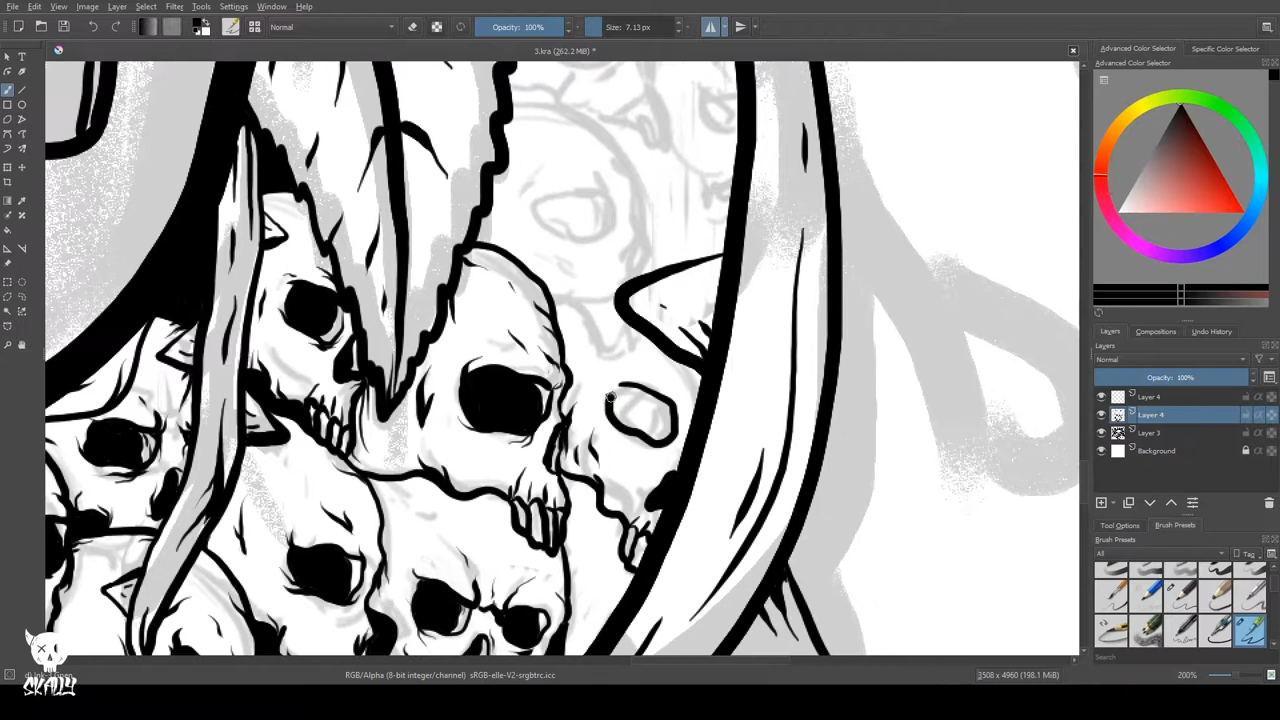 File Edit View Image Layer Select Filter Tools Settings Window Help
Normal Opacity: 100% Size: 7.13 px
3.kra (262.2 MiB) *
Advanced Color Selector Specific Color Selector
Advanced Color Selector
Layers Compositions Undo History
Layers
Normal
Opacity: 100%
Layer 4
Layer 4
Layer 3
Background
Tool Options Brush Presets
Brush Presets
All Tag
Search
RGB/Alpha (8-bit integer/channel) sRGB-elle-V2-srgbtrc.icc 3508 x 4960 (198.1 MiB) 200%
SKALLY